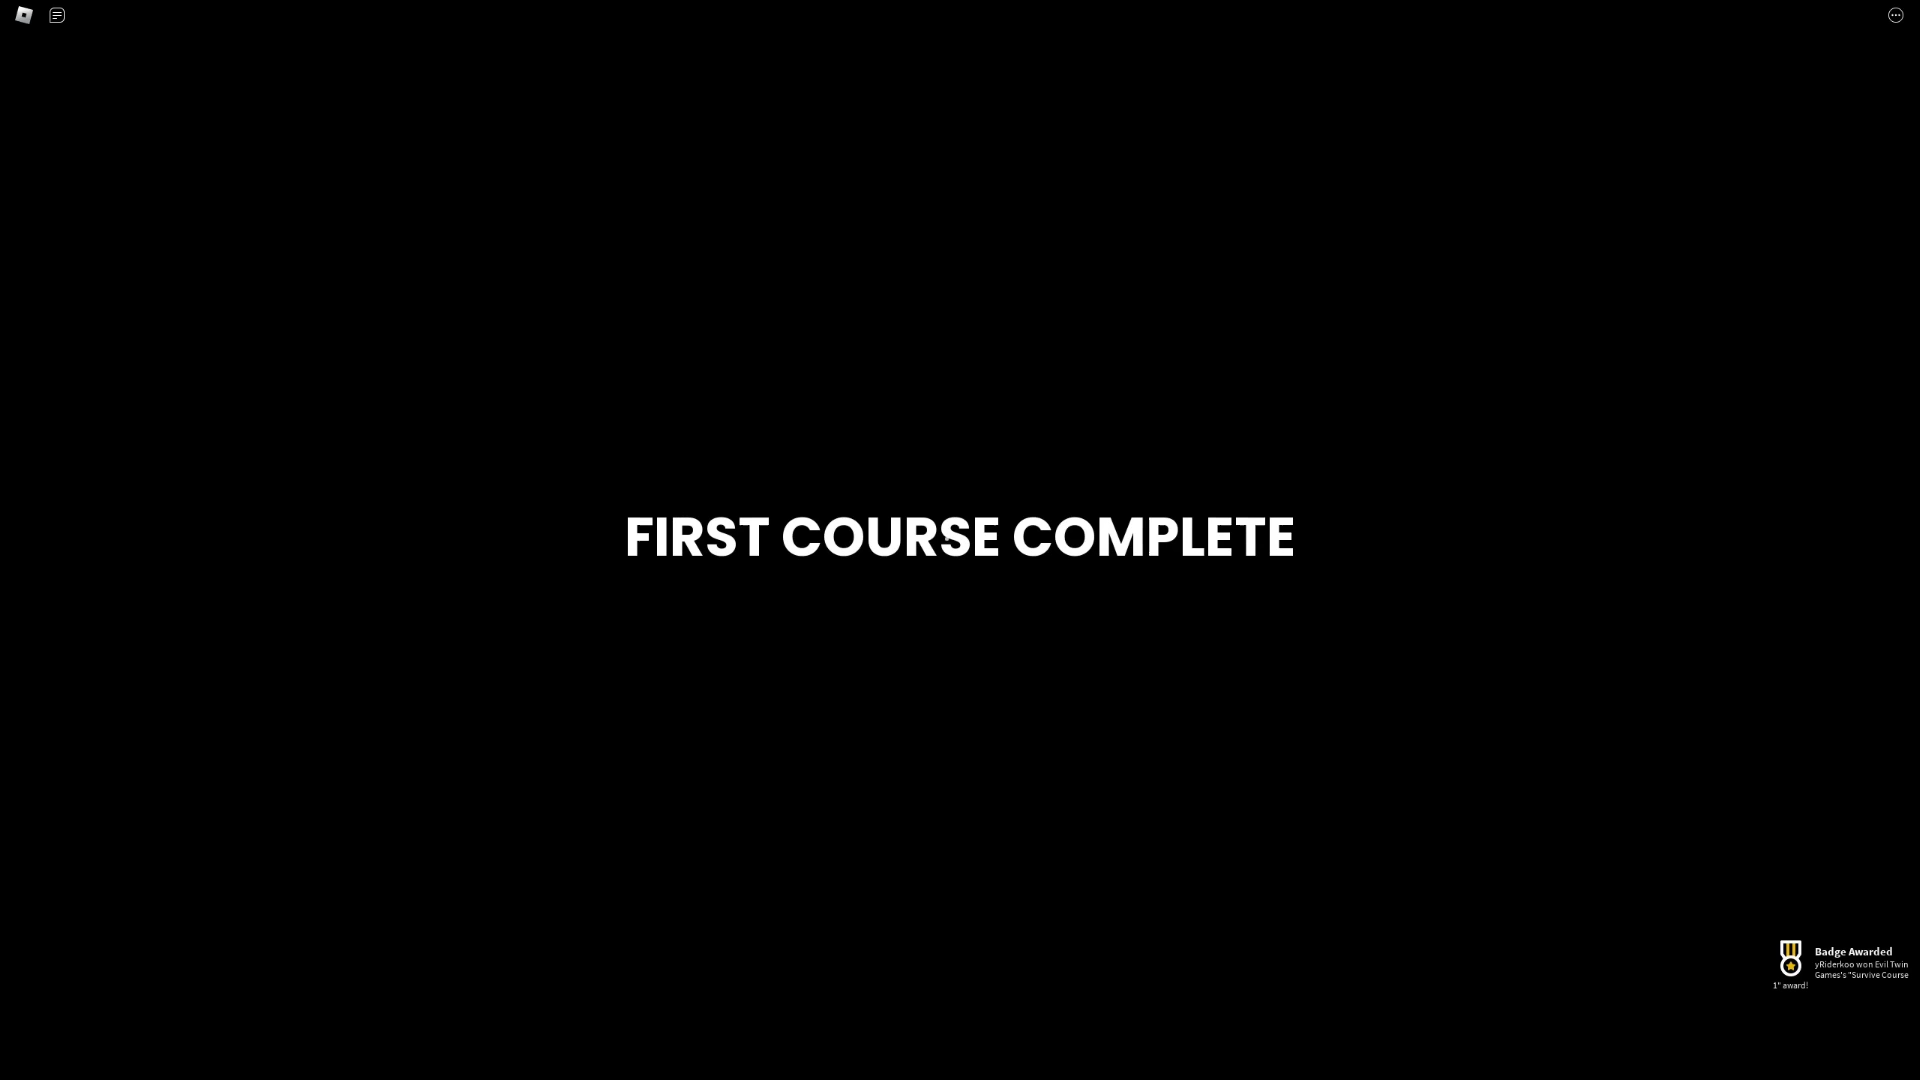 FIRST COURSE COMPLETE
Badge Awarded
yRiderkoo won Evil Twin
Games's "Survive Course
1" award!